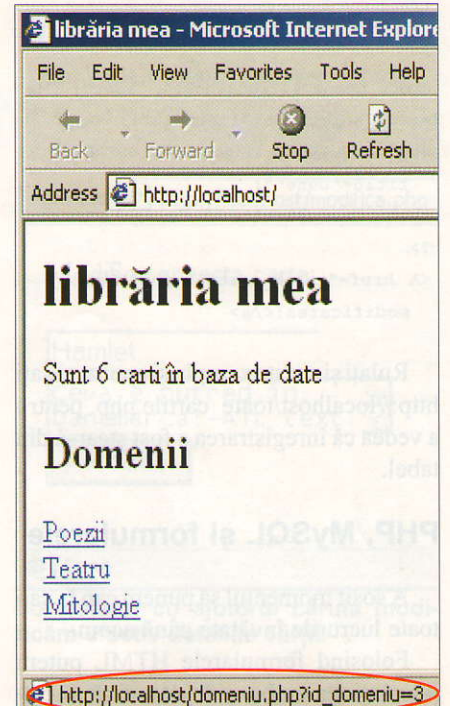 librăria mea - Microsoft Internet Explore
File Edit View Favorites Tools Help
Back Forward Stop Refresh
Address http://localhost/
librăria mea
Sunt 6 carti în baza de date
Domenii
Poezii
Teatru
Mitologie
http://localhost/domeniu.php?id_domeniu=3